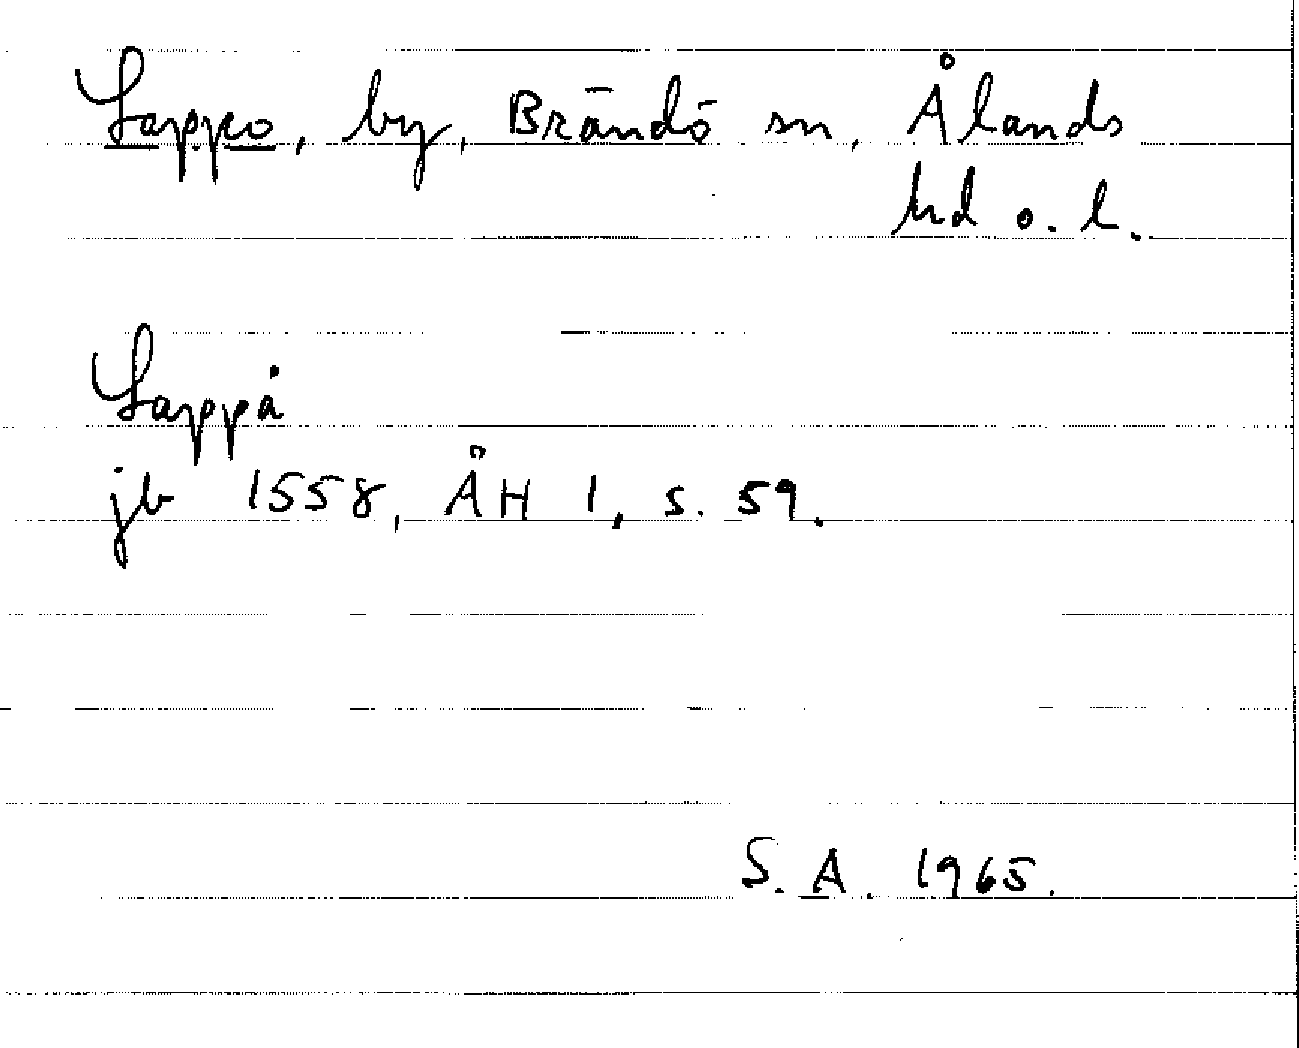 Lappo, by, Brändö sn, Ålands
hd o. l.
Lappå
jb 1558, ÅH 1, s. 59.
S. A. 1965.